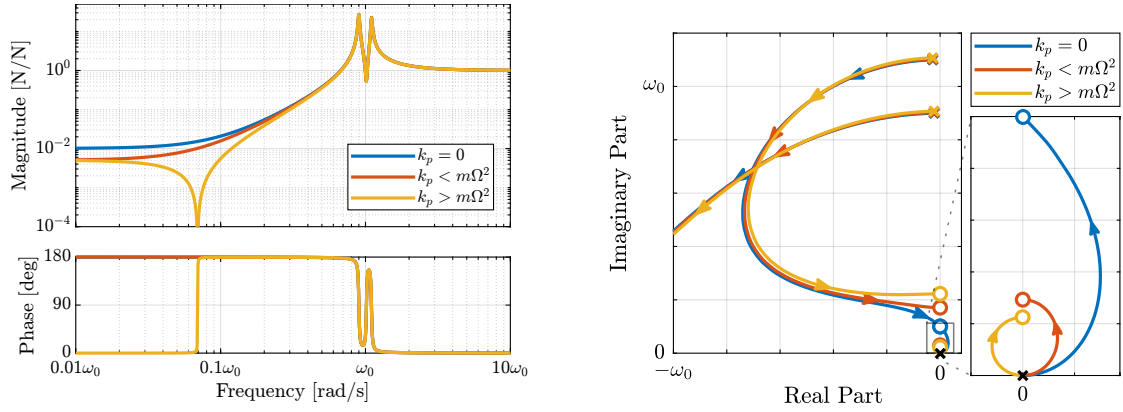 Magnitude [N/N]
10^0
10^{-2}
10^{-4}
k_p = 0
k_p < mΩ^2
k_p > mΩ^2
Phase [deg]
180
90
0
0.01ω_0
0.1ω_0
ω_0
10ω_0
Frequency [rad/s]
Imaginary Part
ω_0
0
-ω_0
0
Real Part
k_p = 0
k_p < mΩ^2
k_p > mΩ^2
0